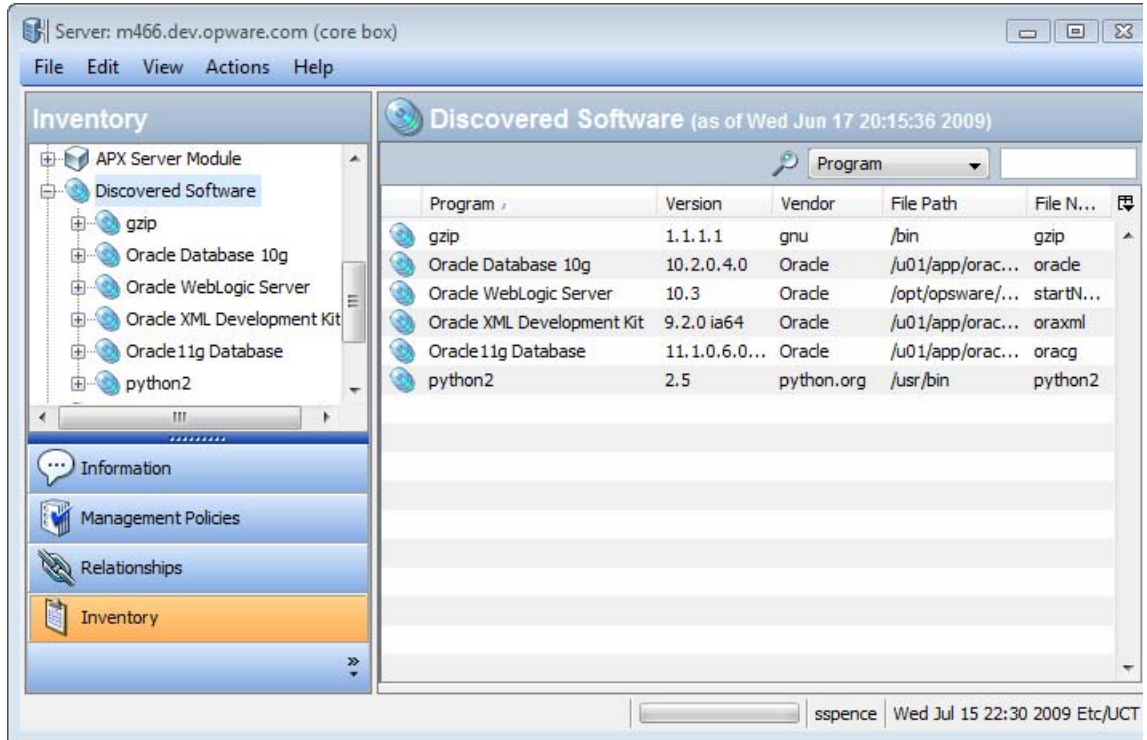 Server: m466.dev.opware.com (core box)
File Edit View Actions Help
Inventory
APX Server Module
Discovered Software
gzip
Oracle Database 10g
Oracle WebLogic Server
Oracle XML Development Kit
Oracle11g Database
python2
Information
Management Policies
Relationships
Inventory
Discovered Software (as of Wed Jun 17 20:15:36 2009)
Program
Program Version Vendor File Path File N...
gzip 1.1.1.1 gnu /bin gzip
Oracle Database 10g 10.2.0.4.0 Oracle /u01/app/orac... oracle
Oracle WebLogic Server 10.3 Oracle /opt/opsware/... startN...
Oracle XML Development Kit 9.2.0 ia64 Oracle /u01/app/orac... oraxml
Oracle11g Database 11.1.0.6.0... Oracle /u01/app/orac... oracg
python2 2.5 python.org /usr/bin python2
sspence Wed Jul 15 22:30 2009 Etc/UCT